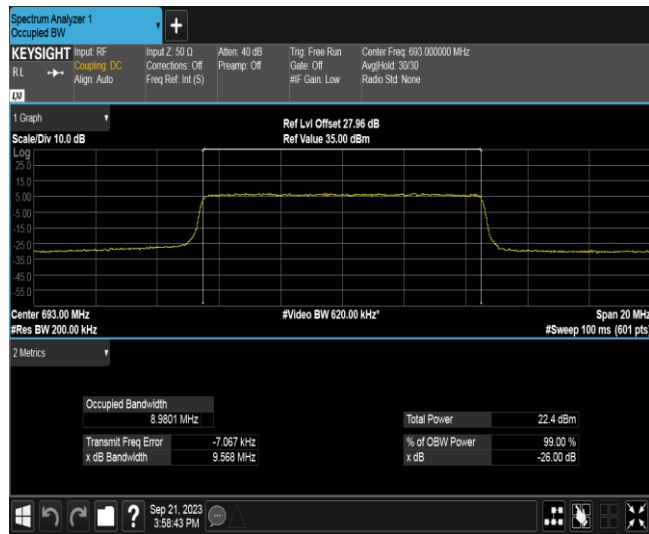 Spectrum Analyzer 1
Occupied BW
+
KEYSIGHT Input: RF Input Z: 50 Ω Atten: 40 dB Trig: Free Run Center Freq: 693.000000 MHz
RL Coupling: DC Corrections: Off Preamp: Off Gate: Off Avg|Hold: 30/30
Align: Auto Freq Ref: Int (S) #IF Gain: Low Radio Std: None
LXI
1 Graph
Ref Lvl Offset 27.96 dB
Scale/Div 10.0 dB Ref Value 35.00 dBm
Log
25.0
15.0
5.00
-5.00
-15.0
-25.0
-35.0
-45.0
-55.0
Center 693.00 MHz #Video BW 620.00 kHz* Span 20 MHz
#Res BW 200.00 kHz #Sweep 100 ms (601 pts)
2 Metrics
Occupied Bandwidth
8.9801 MHz Total Power 22.4 dBm
Transmit Freq Error -7.067 kHz % of OBW Power 99.00 %
x dB Bandwidth 9.568 MHz x dB -26.00 dB
? Sep 21, 2023
3:58:43 PM